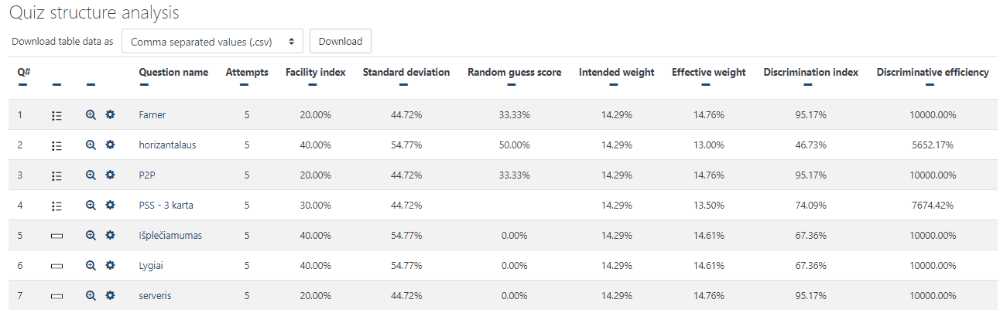 Quiz structure analysis
Download table data as Comma separated values (.csv) Download
Q# Question name Attempts Facility index Standard deviation Random guess score Intended weight Effective weight Discrimination index Discriminative efficiency
1 Farner 5 20.00% 44.72% 33.33% 14.29% 14.76% 95.17% 10000.00%
2 horizantalaus 5 40.00% 54.77% 50.00% 14.29% 13.00% 46.73% 5652.17%
3 P2P 5 20.00% 44.72% 33.33% 14.29% 14.76% 95.17% 10000.00%
4 PSS - 3 karta 5 30.00% 44.72% 14.29% 13.50% 74.09% 7674.42%
5 Išplečiamumas 5 40.00% 54.77% 0.00% 14.29% 14.61% 67.36% 10000.00%
6 Lygiai 5 40.00% 54.77% 0.00% 14.29% 14.61% 67.36% 10000.00%
7 serveris 5 20.00% 44.72% 0.00% 14.29% 14.76% 95.17% 10000.00%